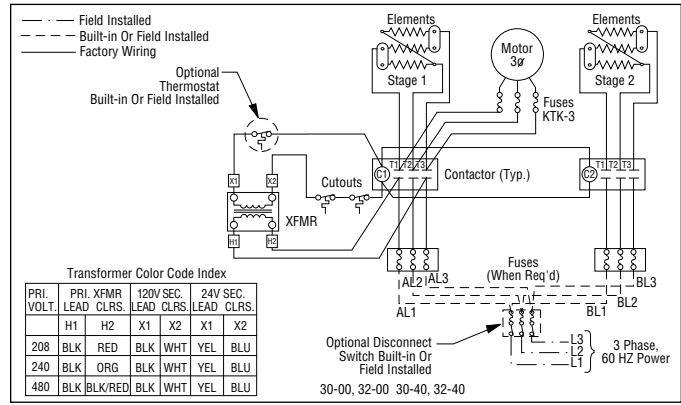 Field Installed
Built-in Or Field Installed
Factory Wiring
Optional
Thermostat
Built-in Or Field Installed
Elements
Stage 1
Motor
3ø
Fuses
KTK-3
Elements
Stage 2
X1
X2
XFMR
H1
H2
Cutouts
C1
T1 T2 T3
Contactor (Typ.)
C2
T1 T2 T3
Transformer Color Code Index
PRI. VOLT. PRI. XFMR LEAD CLRS. 120V SEC. LEAD CLRS. 24V SEC. LEAD CLRS.
H1 H2 X1 X2 X1 X2
208 BLK RED BLK WHT YEL BLU
240 BLK ORG BLK WHT YEL BLU
480 BLK BLK/RED BLK WHT YEL BLU
AL1
AL2
AL3
Fuses
(When Req'd)
BL1
BL2
BL3
Optional Disconnect
Switch Built-in Or
Field Installed
L3
L2
L1
3 Phase,
60 HZ Power
30-00, 32-00 30-40, 32-40